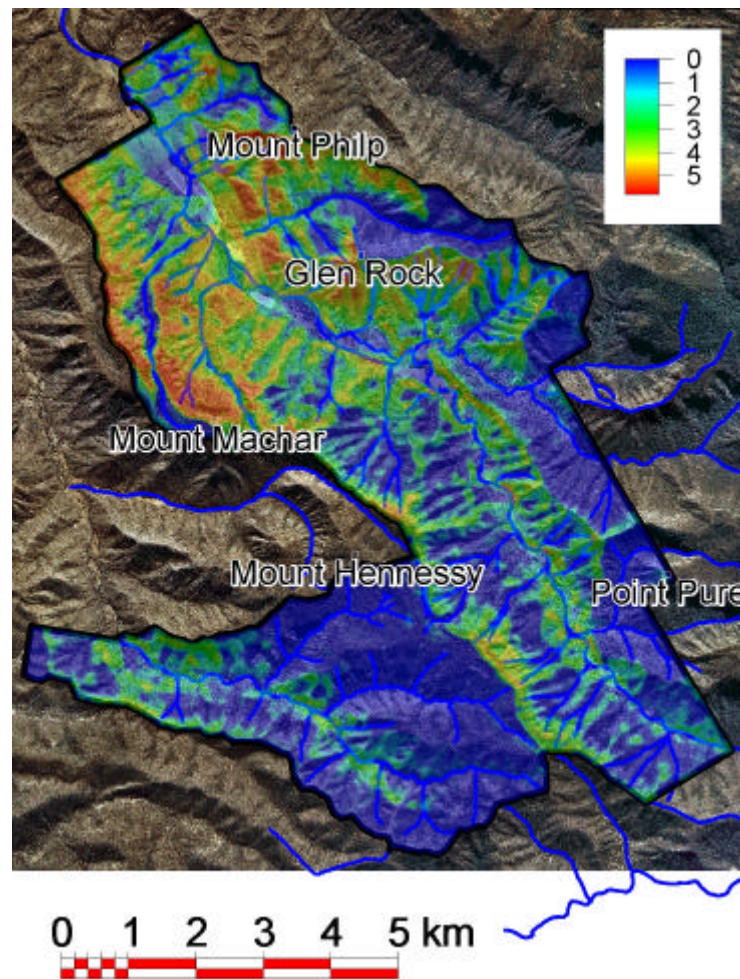 0
1
2
3
4
5
Mount Philp
Glen Rock
Mount Machar
Mount Hennessy
Point Pure
0 1 2 3 4 5 km